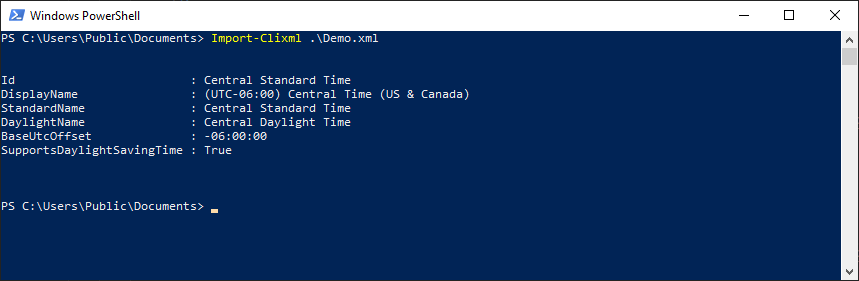 Windows PowerShell
PS C:\Users\Public\Documents> Import-Clixml .\Demo.xml
Id                         : Central Standard Time
DisplayName                : (UTC-06:00) Central Time (US & Canada)
StandardName               : Central Standard Time
DaylightName               : Central Daylight Time
BaseUtcOffset              : -06:00:00
SupportsDaylightSavingTime : True
PS C:\Users\Public\Documents>